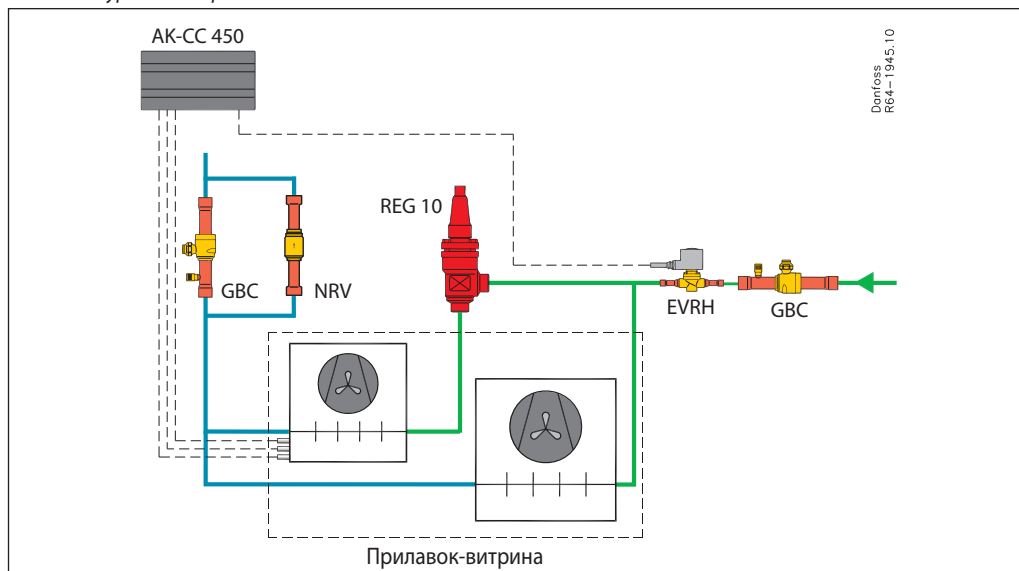 AK-CC 450
Danfoss
R64-1945.10
REG 10
GBC
NRV
EVRH
GBC
Прилавок-витрина